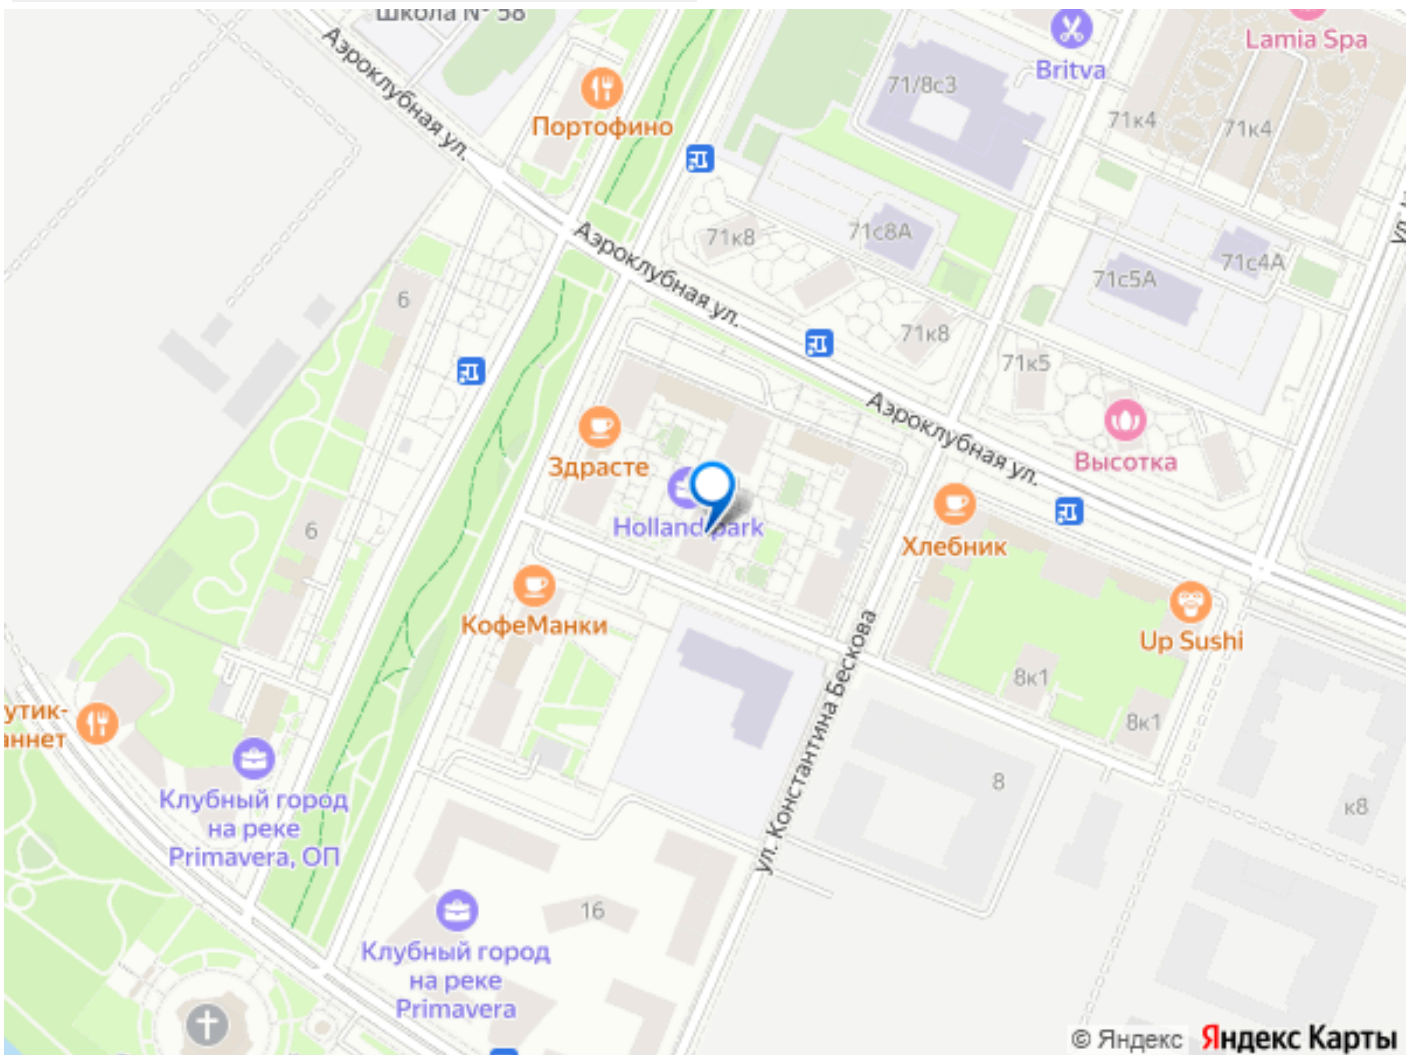 Школа № 58
Аэроклубная ул.
Портофино
Britva
Lamia Spa
71/8с3
71к4
71к4
Аэроклубная ул.
71к8
71с8А
71с4А
71с5А
6
71к8
71к5
Аэроклубная ул.
Высотка
Здрасте
Holland park
6
Хлебник
КофеМанки
Up Sushi
ул. Константина Бескова
8к1
8к1
8
к8
Клубный город
на реке
Primavera, ОП
16
Клубный город
на реке
Primavera
© Яндекс Яндекс Карты